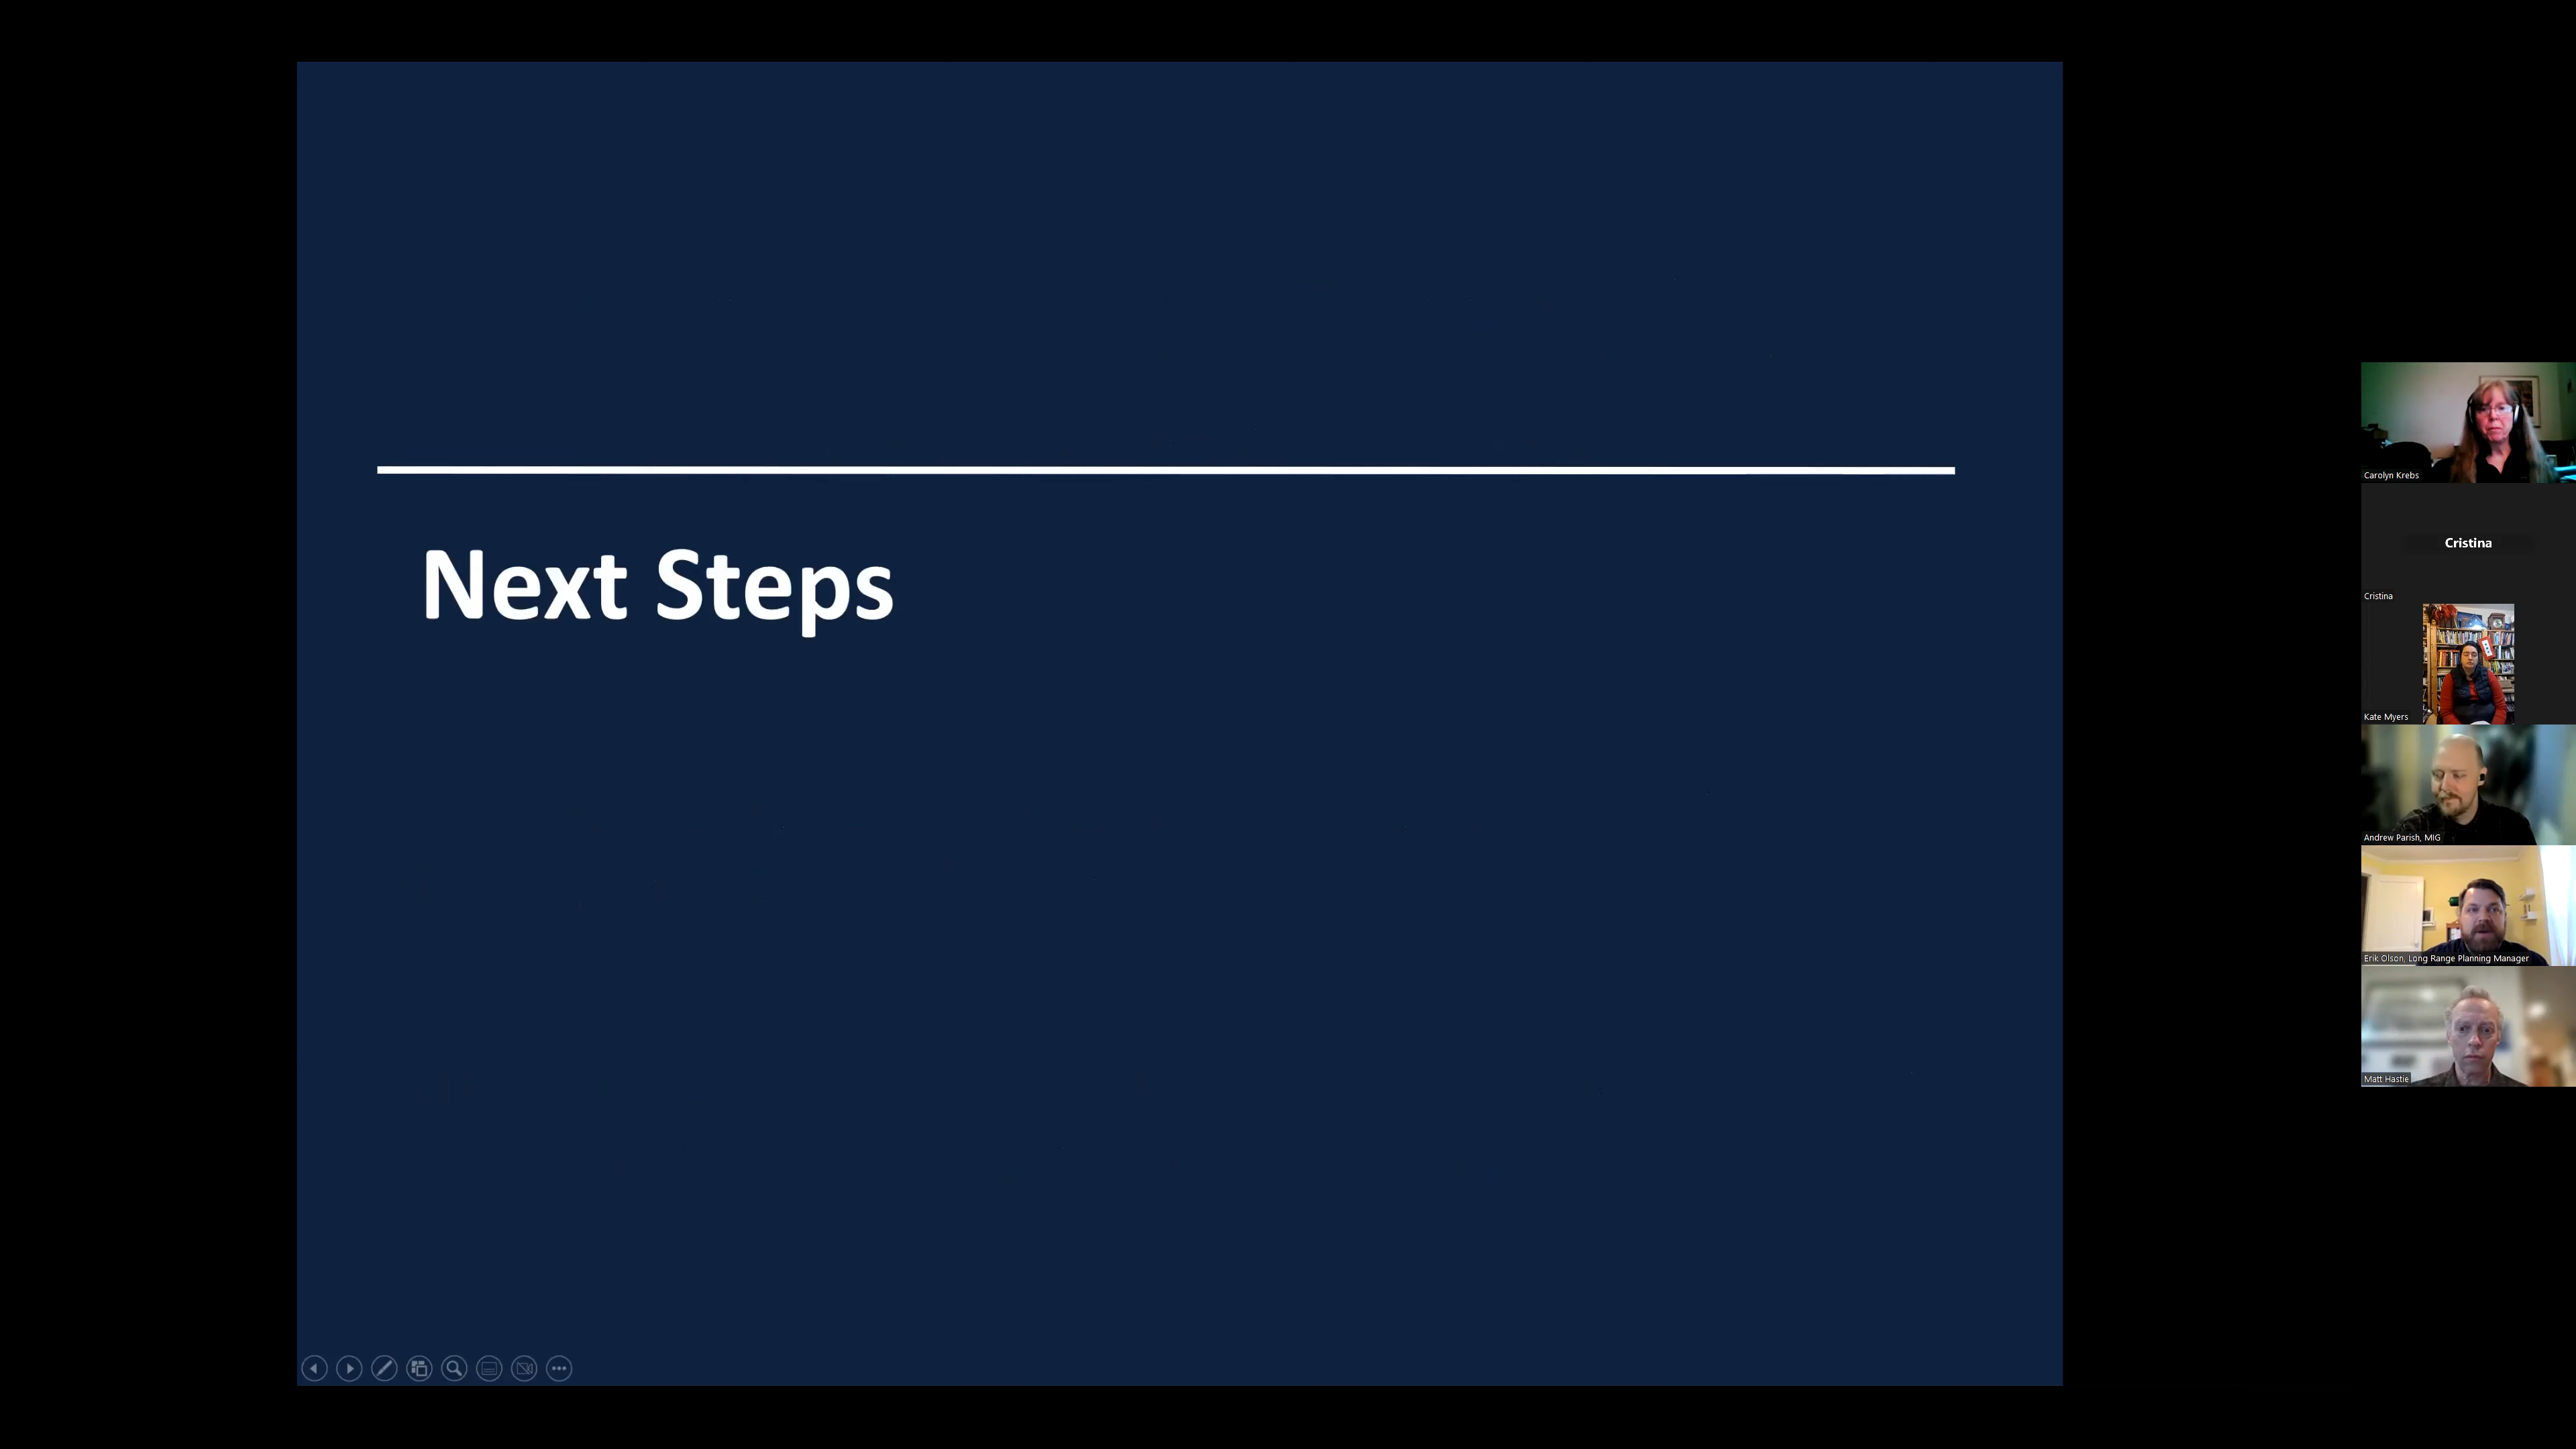 Next Steps
Carolyn Krebs
Cristina
Cristina
Kate Myers
Andrew Parish, MIG
Erik Olson, Long Range Planning Manager
Matt Hastie